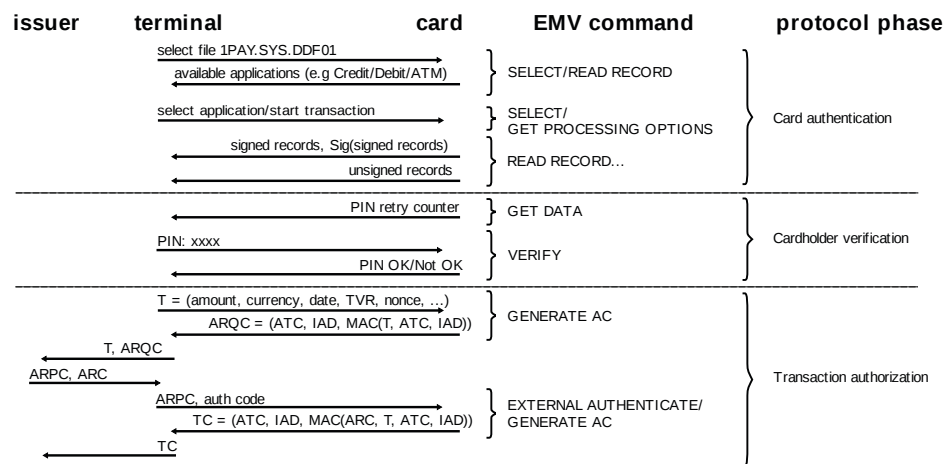 issuer terminal card EMV command protocol phase
select file 1PAY.SYS.DDF01
available applications (e.g Credit/Debit/ATM)
SELECT/READ RECORD
select application/start transaction
SELECT/
GET PROCESSING OPTIONS
Card authentication
signed records, Sig(signed records)
READ RECORD…
unsigned records
PIN retry counter
GET DATA
PIN: xxxx
VERIFY
Cardholder verification
PIN OK/Not OK
T = (amount, currency, date, TVR, nonce, …)
GENERATE AC
ARQC = (ATC, IAD, MAC(T, ATC, IAD))
T, ARQC
ARPC, ARC
Transaction authorization
ARPC, auth code
EXTERNAL AUTHENTICATE/
GENERATE AC
TC = (ATC, IAD, MAC(ARC, T, ATC, IAD))
TC